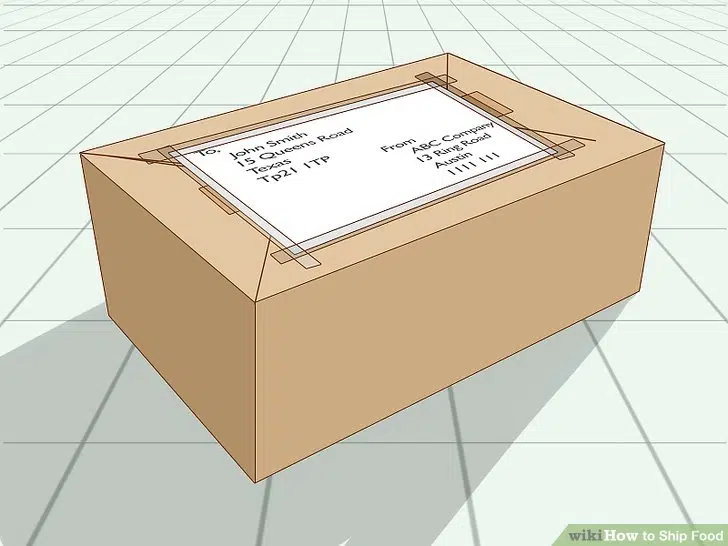 To,
John Smith
15 Queens Road
Texas
Tp21 1TP
From
ABC Company
13 Ring Road
Austin
1111 111
wikiHow to Ship Food